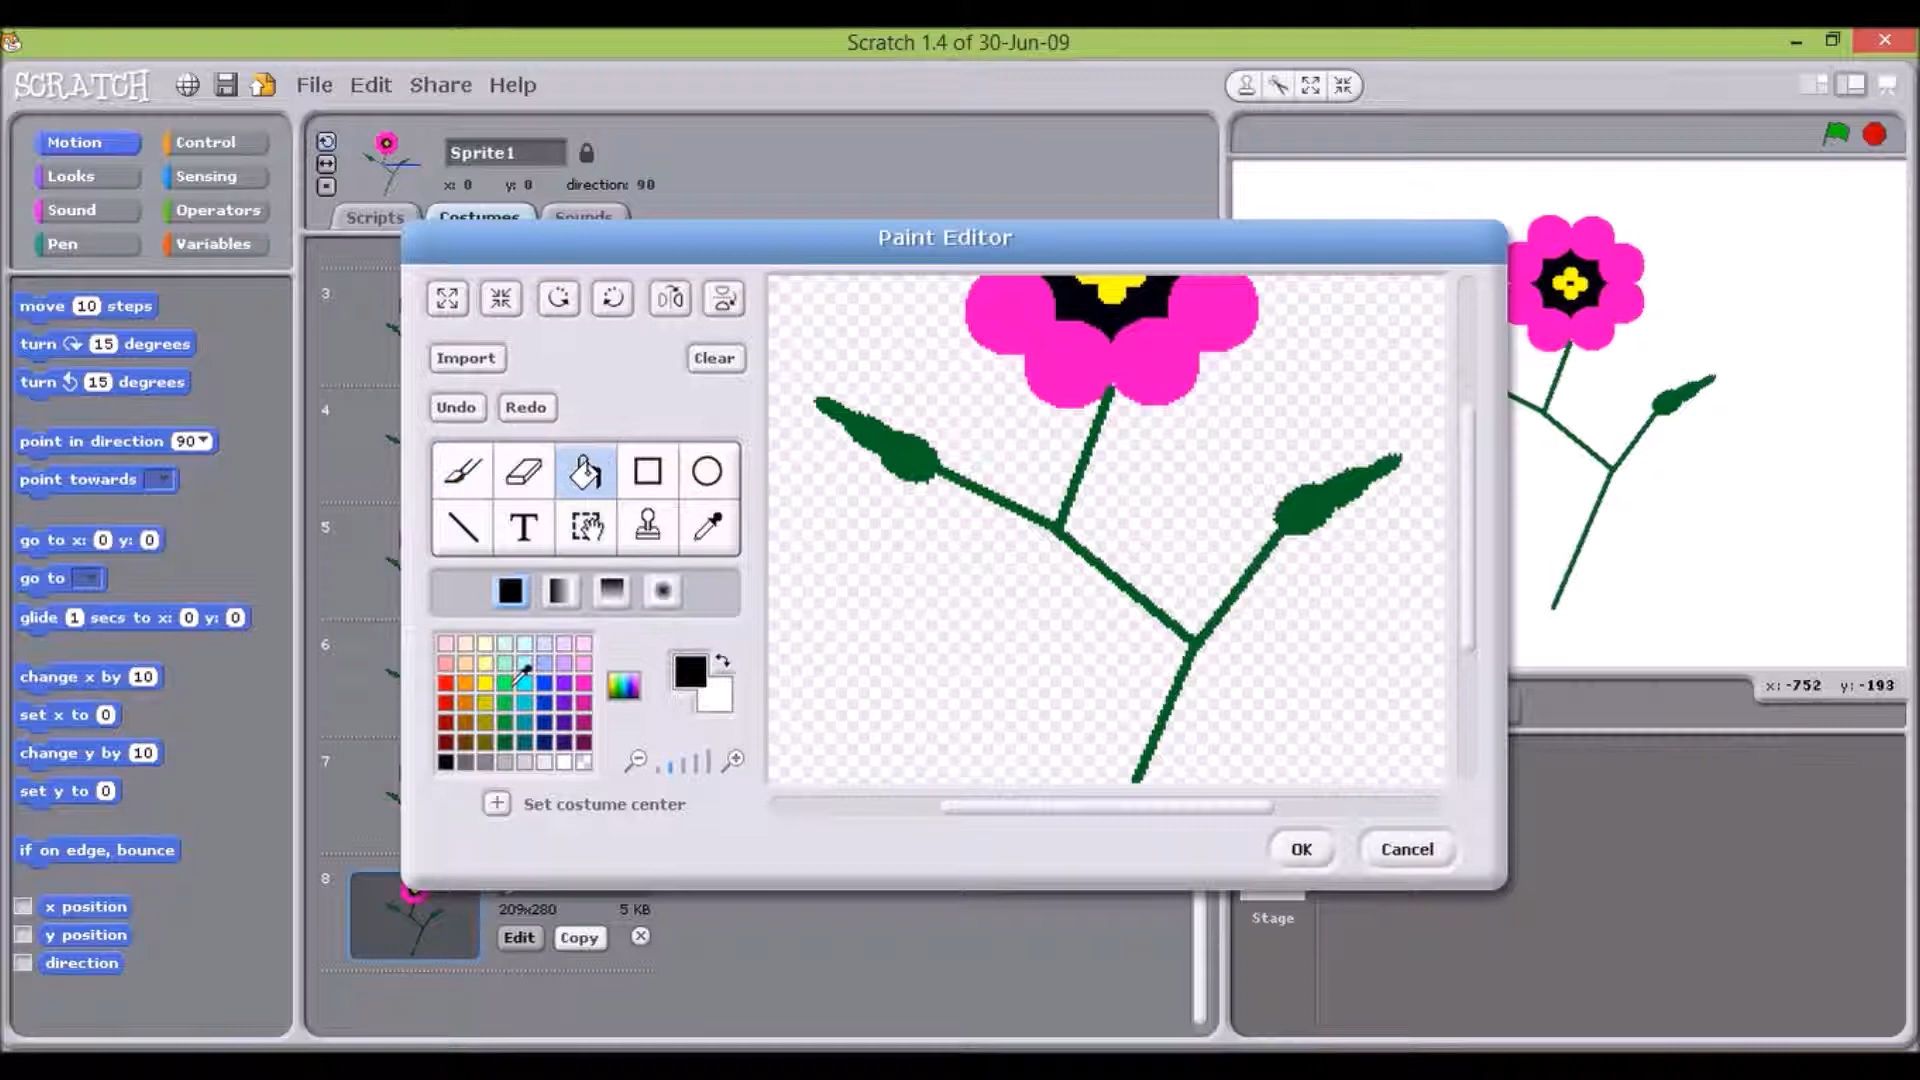 Scratch 1.4 of 30-Jun-09
SCRATCH File Edit Share Help
Motion Control
Looks Sensing
Sound Operators
Pen Variables
Sprite1
x: 0 y: 0 direction: 90
Scripts Costumes Sounds
Paint Editor
move 10 steps
turn 15 degrees
turn 15 degrees
point in direction 90
point towards
go to x: 0 y: 0
go to
glide 1 secs to x: 0 y: 0
change x by 10
set x to 0
change y by 10
set y to 0
if on edge, bounce
x position
y position
direction
3
4
5
6
7
8
Import Clear
Undo Redo
T
Set costume center
OK Cancel
209x280 5 KB
Edit Copy
x: -752 y: -193
Stage